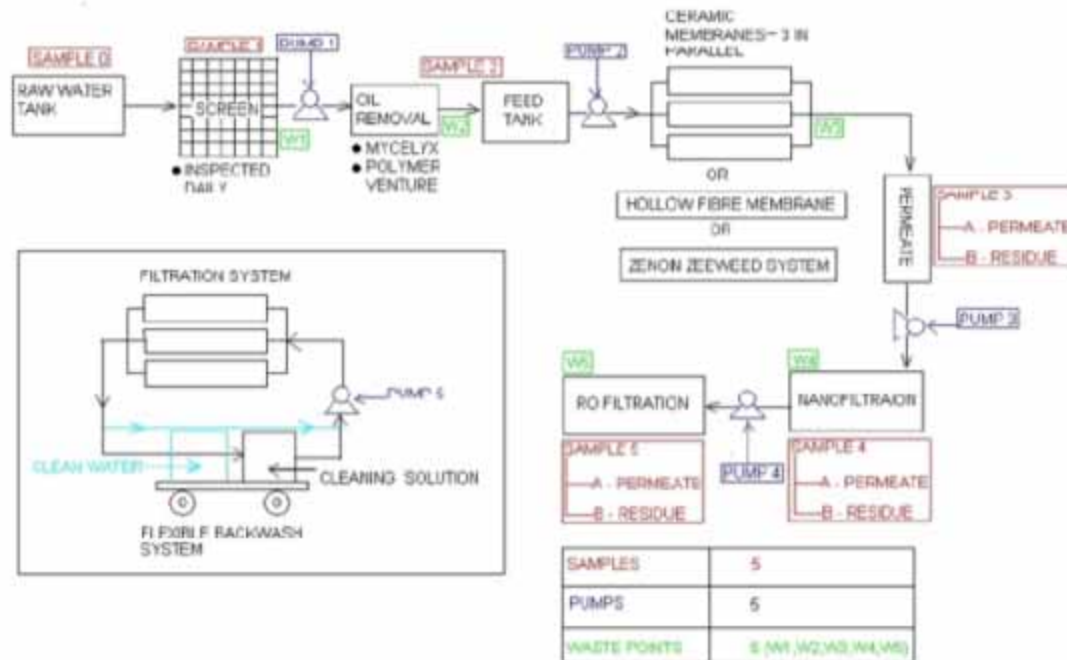 SAMPLE 0
RAW WATER
TANK
SAMPLE 1
SCREEN
W1
● INSPECTED
DAILY
PUMP 1
OIL
REMOVAL
W2
● MYCELYX
● POLYMER
VENTURE
SAMPLE 2
FEED
TANK
PUMP 2
CERAMIC
MEMBRANES- 3 IN
PARALLEL
W3
OR
HOLLOW FIBRE MEMBRANE
OR
ZENON ZEEWEED SYSTEM
PERMEATE
SAMPLE 3
A - PERMEATE
B - RESIDUE
PUMP 3
W4
NANOFILTRAION
SAMPLE 4
A - PERMEATE
B - RESIDUE
PUMP 4
W5
RO FILTRATION
SAMPLE 5
A - PERMEATE
B - RESIDUE
FILTRATION SYSTEM
PUMP 5
CLEAN WATER
CLEANING SOLUTION
FLEXIBLE BACKWASH
SYSTEM
SAMPLES 5
PUMPS 5
WASTE POINTS 5 (W1,W2,W3,W4,W5)